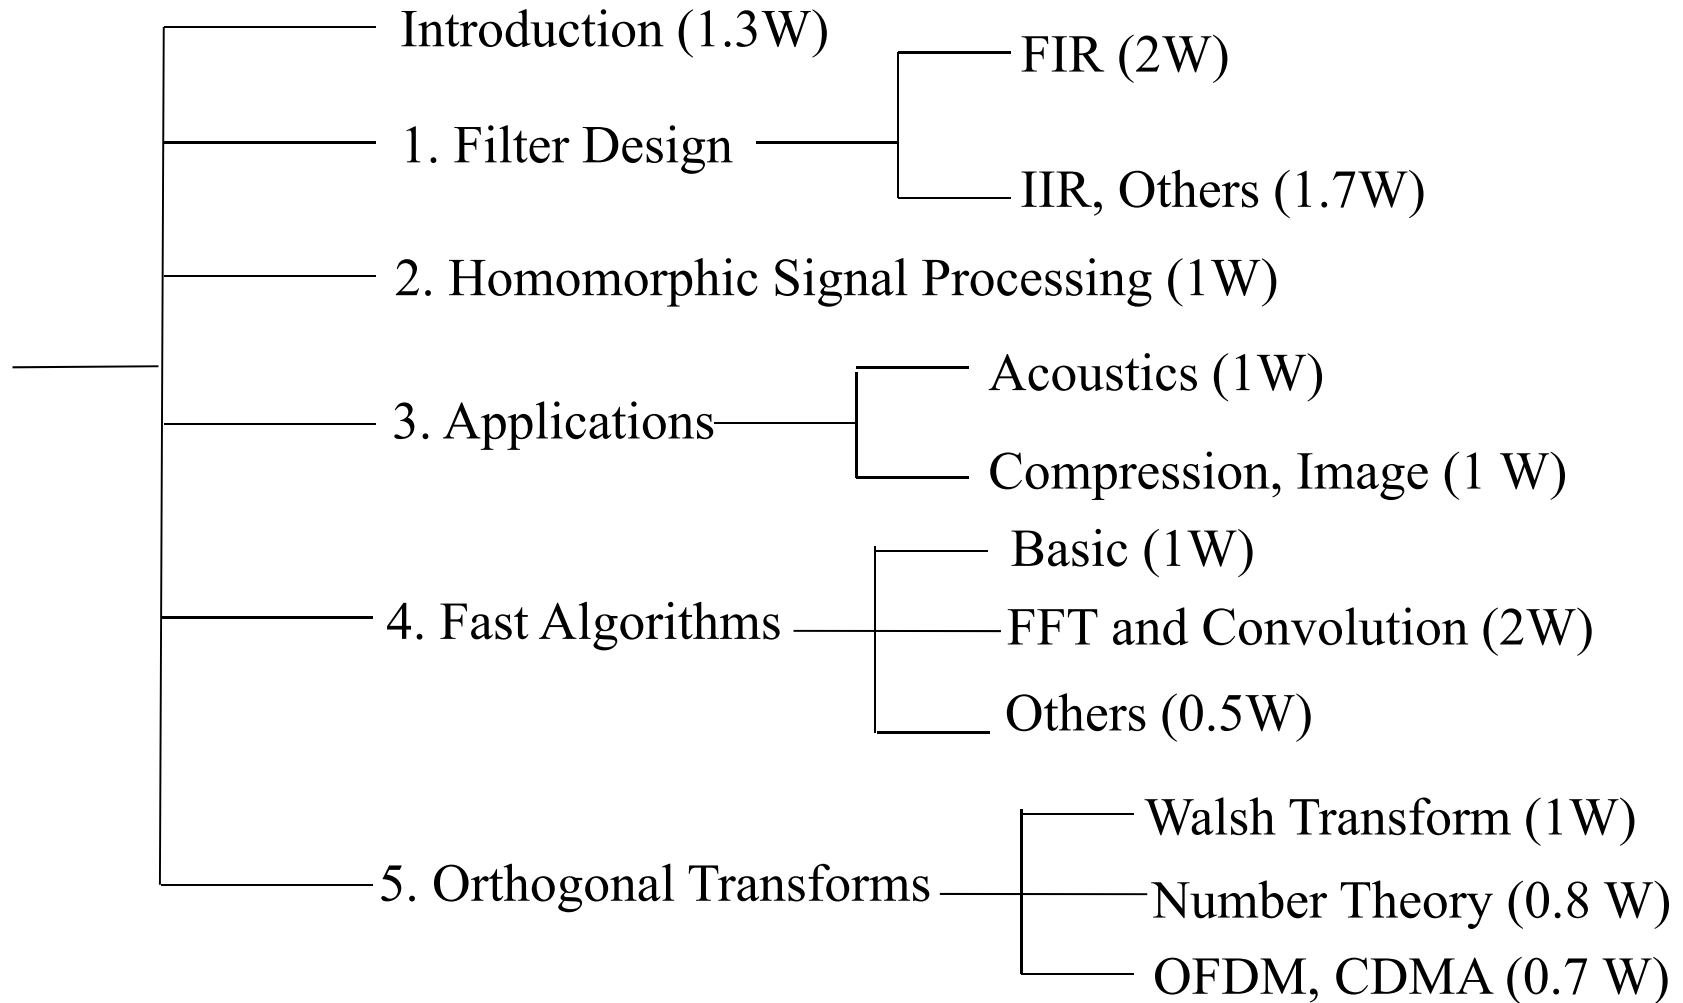 Introduction (1.3W)
1. Filter Design
FIR (2W)
IIR, Others (1.7W)
2. Homomorphic Signal Processing (1W)
3. Applications
Acoustics (1W)
Compression, Image (1 W)
4. Fast Algorithms
Basic (1W)
FFT and Convolution (2W)
Others (0.5W)
5. Orthogonal Transforms
Walsh Transform (1W)
Number Theory (0.8 W)
OFDM, CDMA (0.7 W)